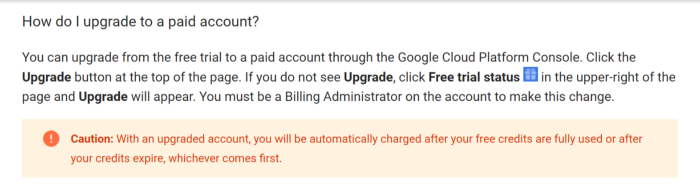 How do I upgrade to a paid account?
You can upgrade from the free trial to a paid account through the Google Cloud Platform Console. Click the
Upgrade button at the top of the page. If you do not see Upgrade, click Free trial status in the upper-right of the
page and Upgrade will appear. You must be a Billing Administrator on the account to make this change.
Caution: With an upgraded account, you will be automatically charged after your free credits are fully used or after
your credits expire, whichever comes first.